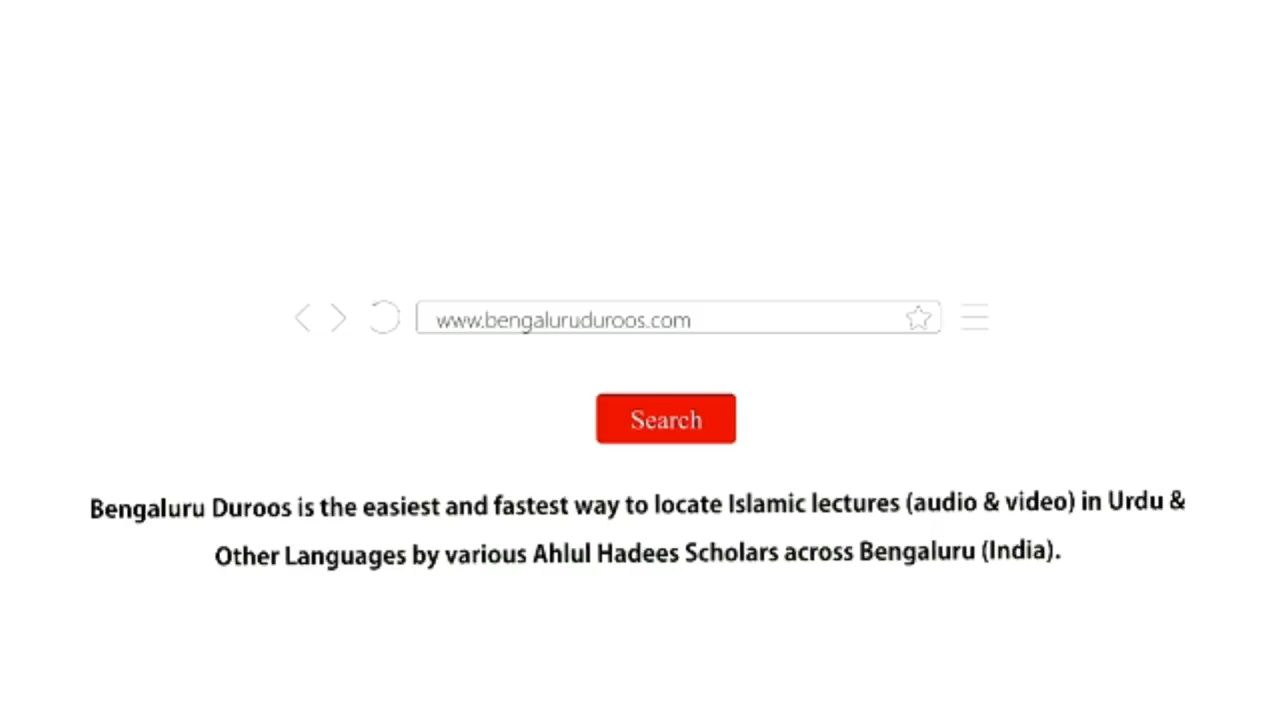 www.bengaluruduroos.com
Search
Bengaluru Duroos is the easiest and fastest way to locate Islamic lectures (audio & video) in Urdu &
Other Languages by various Ahlul Hadees Scholars across Bengaluru (India).